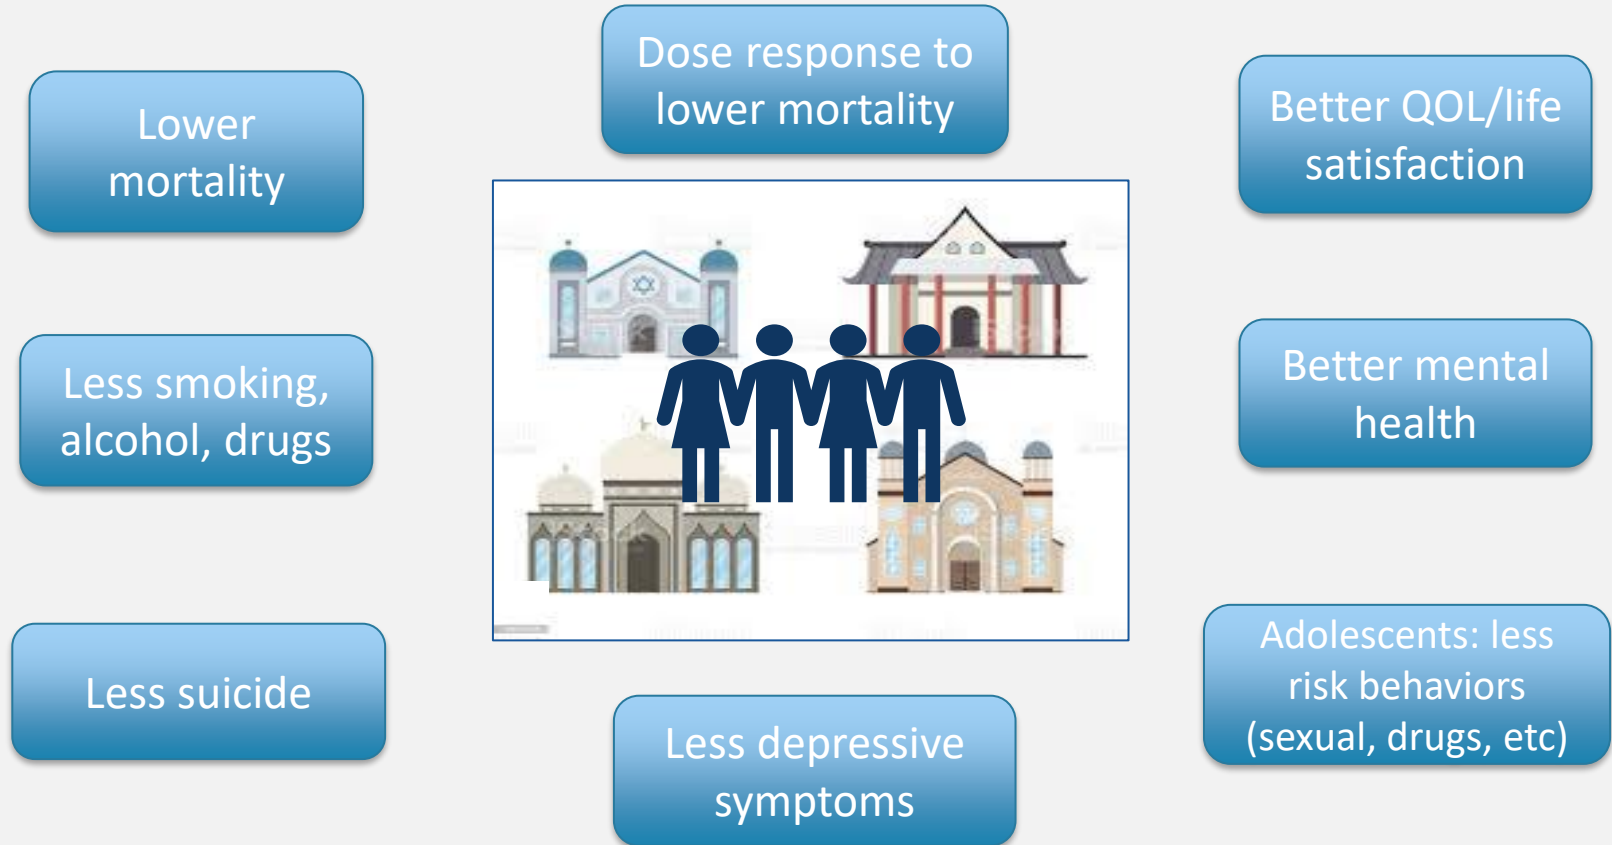 Dose response to
lower mortality
Lower
mortality
Better QOL/life
satisfaction
Less smoking,
alcohol, drugs
Better mental
health
Less suicide
Adolescents: less
risk behaviors
(sexual, drugs, etc)
Less depressive
symptoms